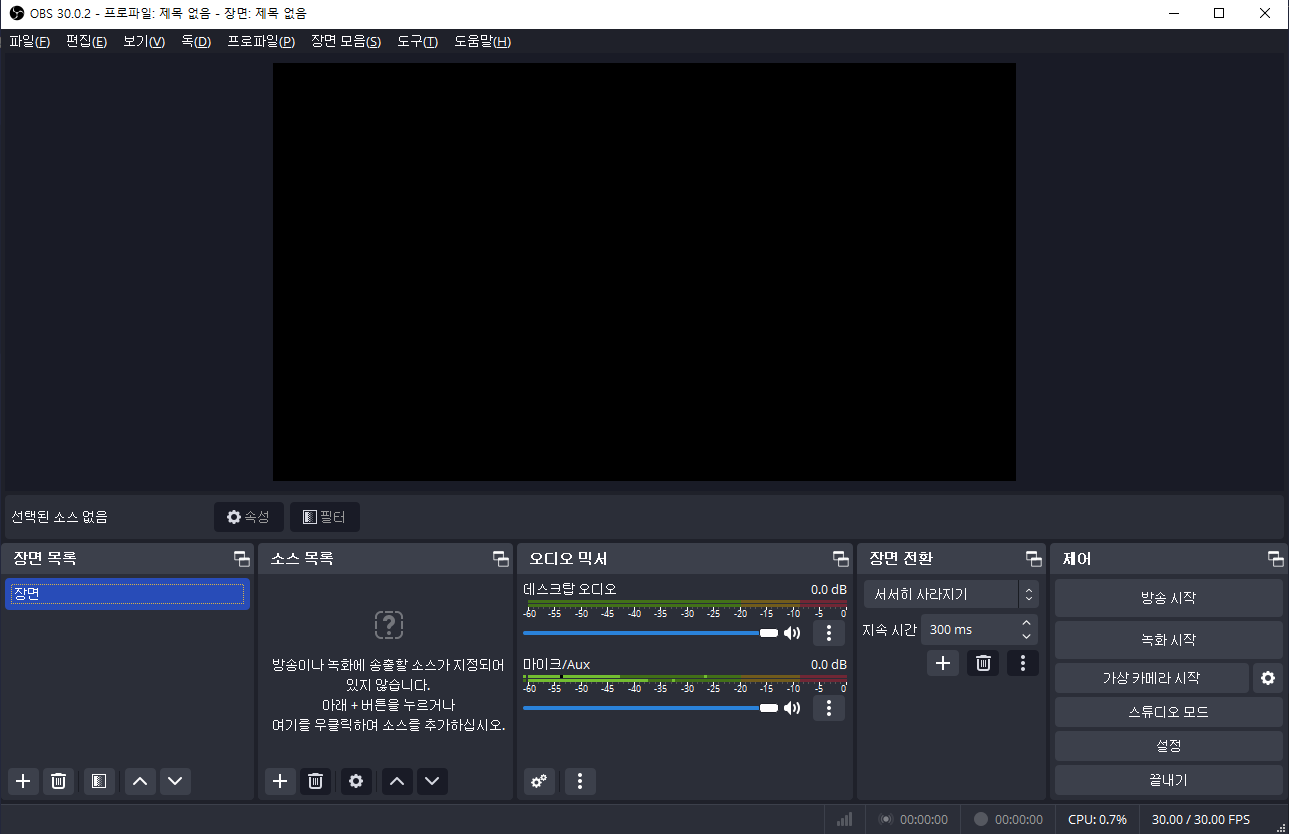 OBS 30.0.2 - 프로파일: 제목 없음 - 장면: 제목 없음
파일(F) 편집(E) 보기(V) 독(D) 프로파일(P) 장면 모음(S) 도구(T) 도움말(H)
선택된 소스 없음 속성 필터
장면 목록
장면
소스 목록
방송이나 녹화에 송출할 소스가 지정되어
있지 않습니다.
아래 + 버튼을 누르거나
여기를 우클릭하여 소스를 추가하십시오.
오디오 믹서
데스크탑 오디오 0.0 dB
-60 -55 -50 -45 -40 -35 -30 -25 -20 -15 -10 -5 0
마이크/Aux 0.0 dB
-60 -55 -50 -45 -40 -35 -30 -25 -20 -15 -10 -5 0
장면 전환
서서히 사라지기
지속 시간 300 ms
제어
방송 시작
녹화 시작
가상 카메라 시작
스튜디오 모드
설정
끝내기
00:00:00 00:00:00 CPU: 0.7% 30.00 / 30.00 FPS